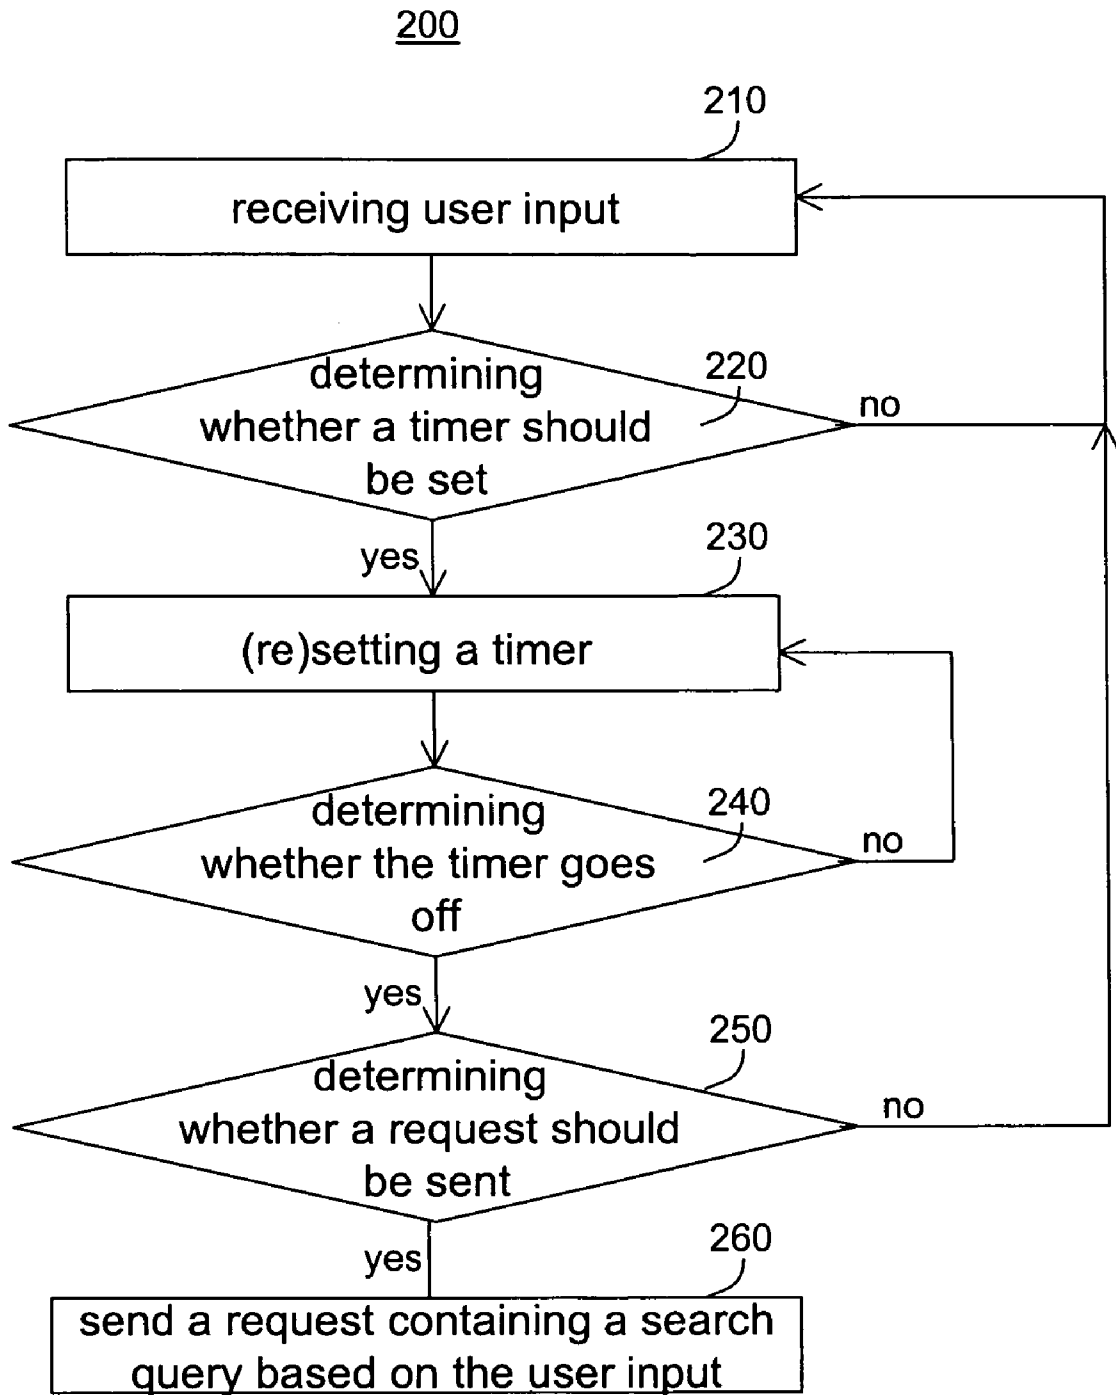 200
210
receiving user input
220
determining
whether a timer should
be set
no
yes
230
(re)setting a timer
240
determining
whether the timer goes
off
no
yes
250
determining
whether a request should
be sent
no
yes
260
send a request containing a search
query based on the user input